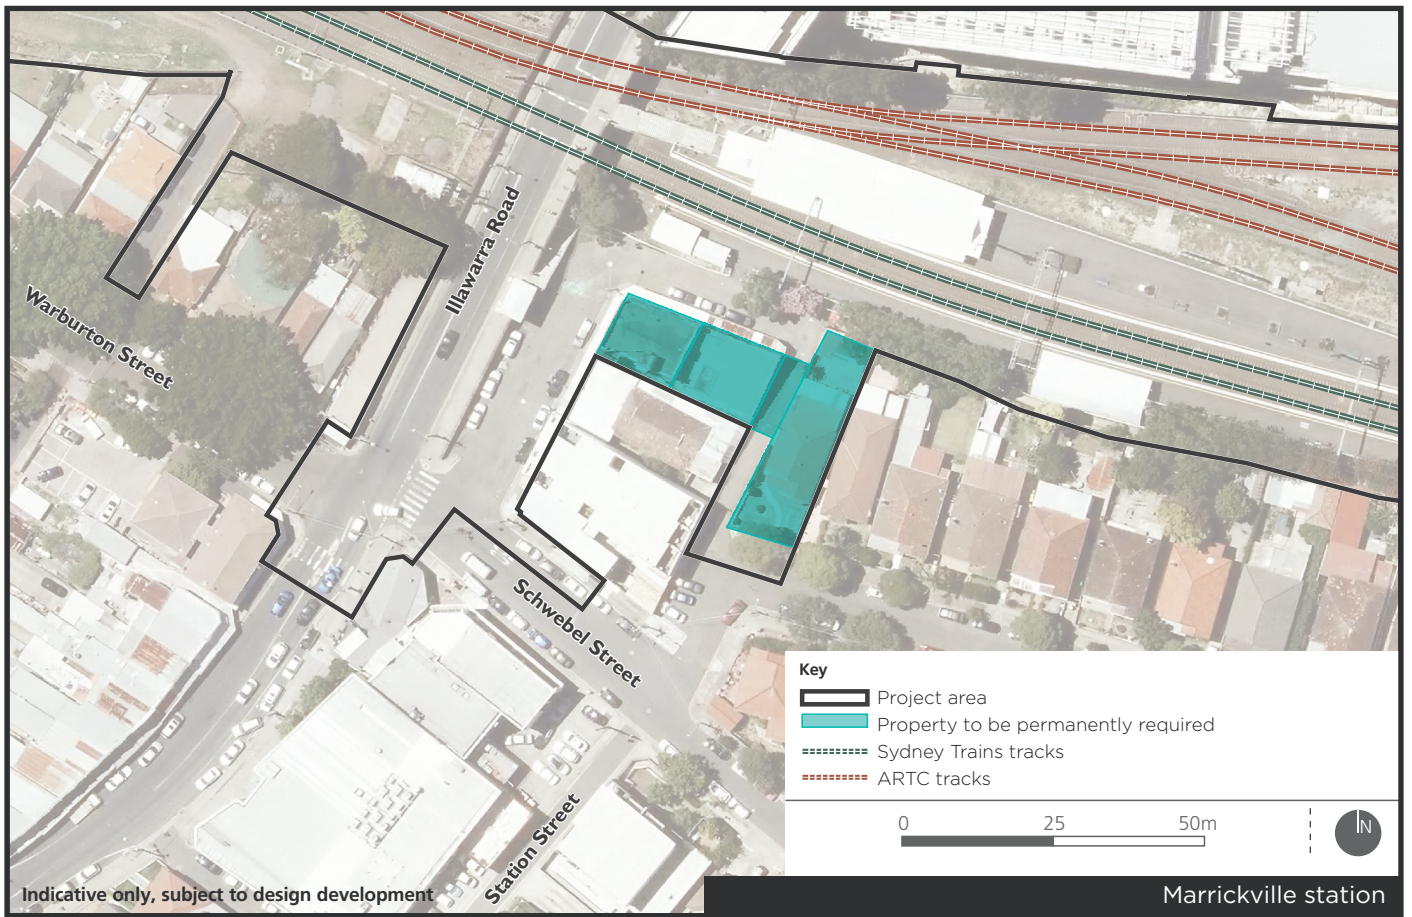 Illawarra Road
Warburton Street
Schwebel Street
Station Street
Key
Project area
Property to be permanently required
Sydney Trains tracks
ARTC tracks
0 25 50m
N
Indicative only, subject to design development
Marrickville station